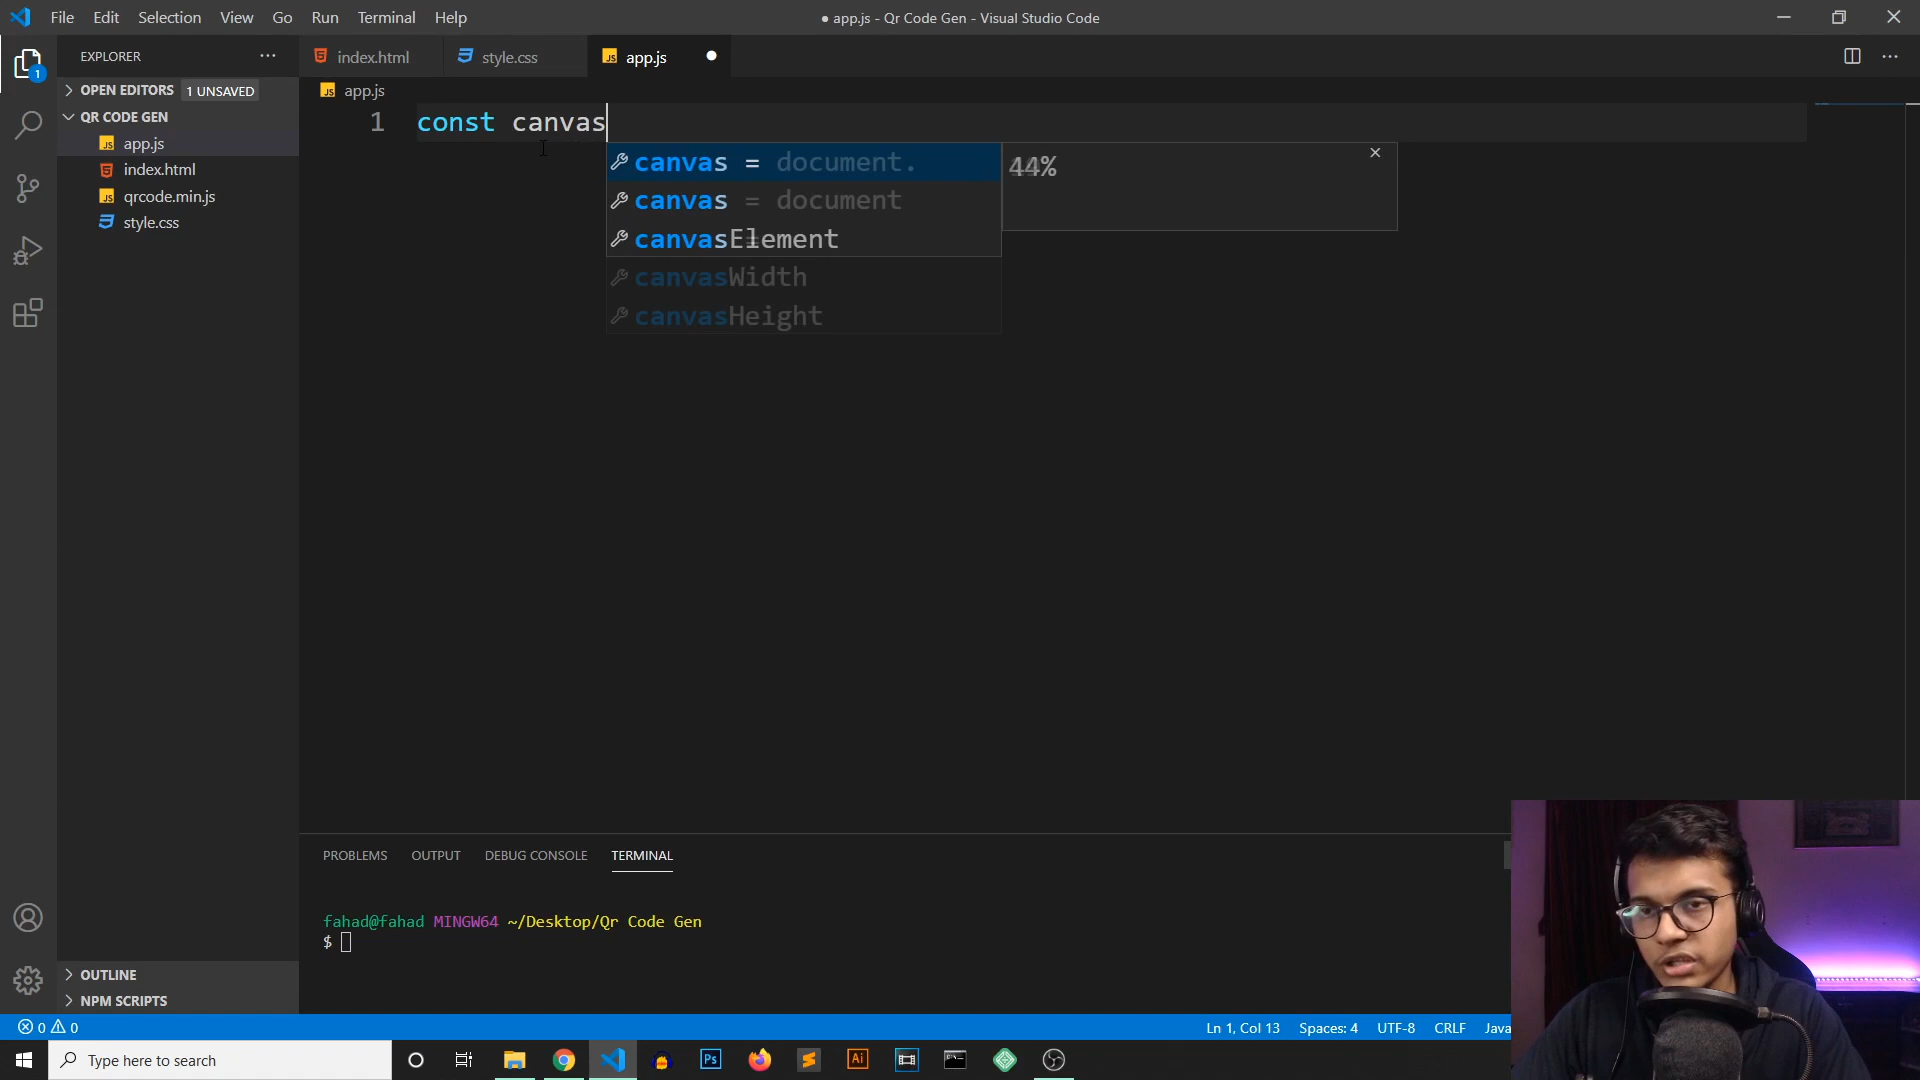 File Edit Selection View Go Run Terminal Help
● app.js - Qr Code Gen - Visual Studio Code
EXPLORER
index.html
style.css
app.js
1
OPEN EDITORS 1 UNSAVED
app.js
QR CODE GEN
1 const canvas
app.js
index.html
qrcode.min.js
style.css
canvas = document.
canvas = document
canvasElement
canvasWidth
canvasHeight
44%
PROBLEMS OUTPUT DEBUG CONSOLE TERMINAL
fahad@fahad MINGW64 ~/Desktop/Qr Code Gen
$
OUTLINE
NPM SCRIPTS
0 0
Ln 1, Col 13 Spaces: 4 UTF-8 CRLF Java
Type here to search
Ps
Ai